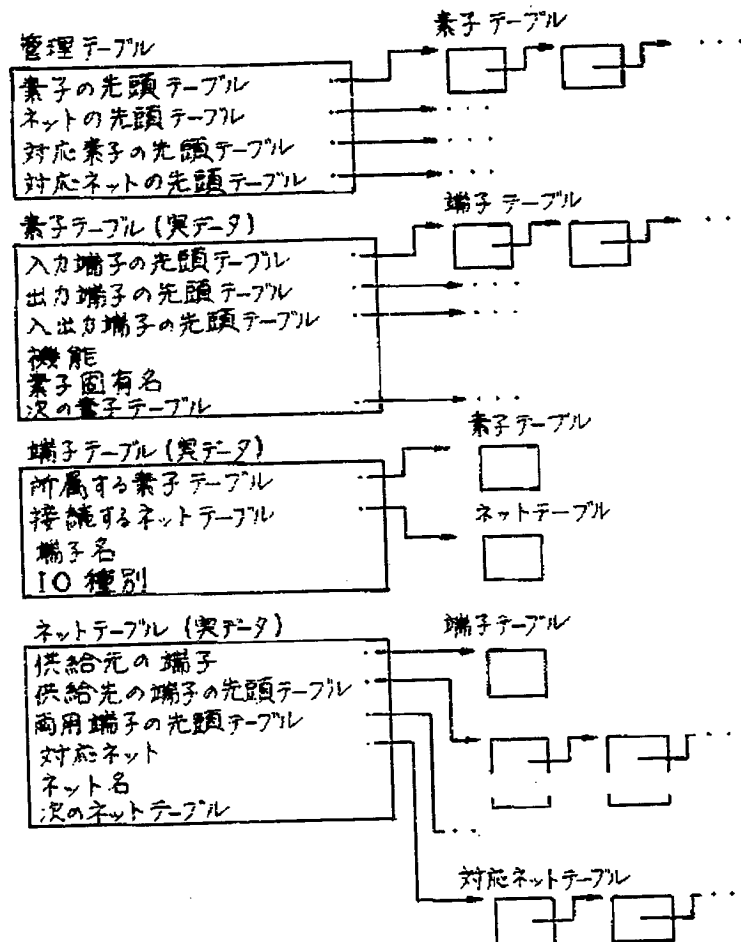 素子テーブル
管理テーブル
素子の先頭テーブル
ネットの先頭テーブル
対応素子の先頭テーブル
対応ネットの先頭テーブル
端子テーブル
素子テーブル(実データ)
入力端子の先頭テーブル
出力端子の先頭テーブル
入出力端子の先頭テーブル
機能
素子固有名
次の素子テーブル
素子テーブル
端子テーブル(実データ)
所属する素子テーブル
接続するネットテーブル
ネットテーブル
端子名
IO種別
ネットテーブル(実データ)
端子テーブル
供給元の端子
供給先の端子の先頭テーブル
両用端子の先頭テーブル
対応ネット
ネット名
次のネットテーブル
対応ネットテーブル